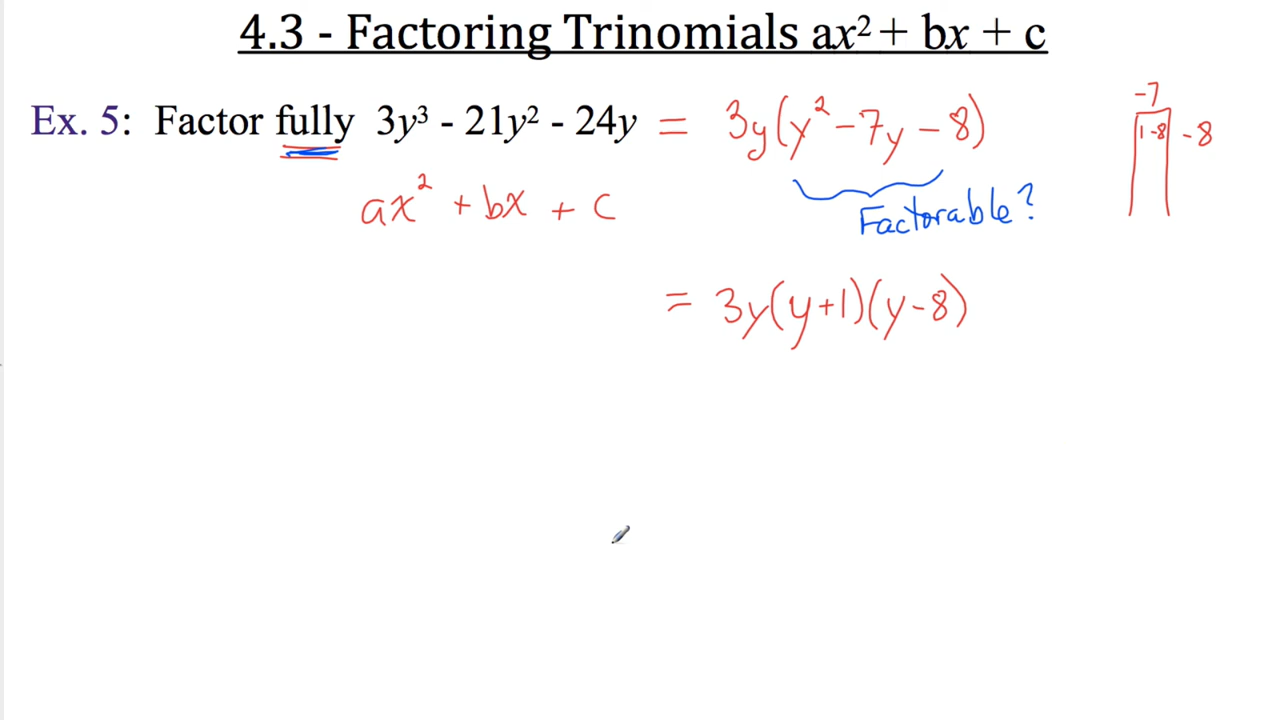 4.3 - Factoring Trinomials ax² + bx + c
Ex. 5: Factor fully 3y³ - 21y² - 24y = 3y(y² - 7y - 8)
-7
1 -8
-8
ax² + bx + c
Factorable?
= 3y(y+1)(y-8)